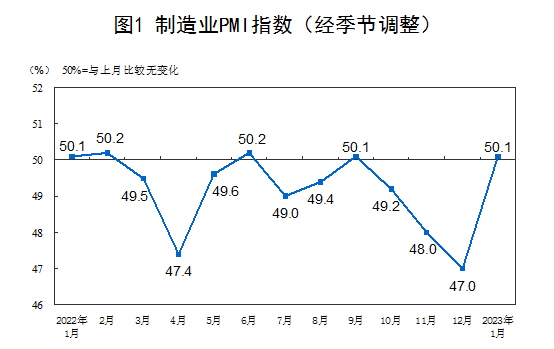 图1 制造业PMI指数（经季节调整）
（%） 50%=与上月比较无变化
52
51
50
49
48
47
46
50.1
50.2
49.5
47.4
49.6
50.2
49.0
49.4
50.1
49.2
48.0
47.0
50.1
2022年
1月
2月
3月
4月
5月
6月
7月
8月
9月
10月
11月
12月
2023年
1月